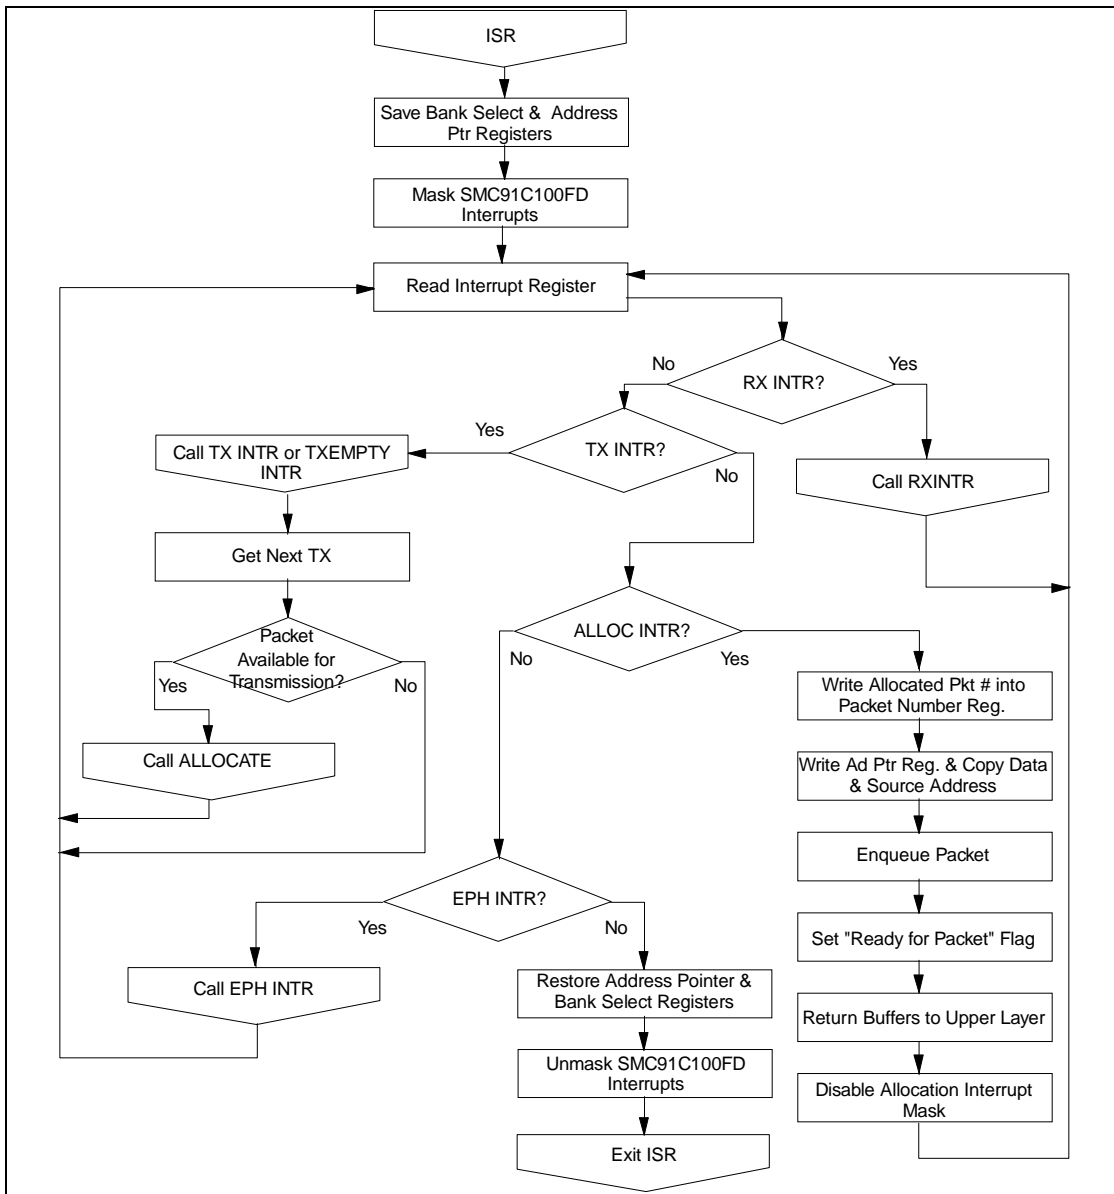 ISR
Save Bank Select & Address
Ptr Registers
Mask SMC91C100FD
Interrupts
Read Interrupt Register
RX INTR?
No
Yes
TX INTR?
Yes
No
Call TX INTR or TXEMPTY
INTR
Call RXINTR
Get Next TX
Packet
Available for
Transmission?
Yes
No
Call ALLOCATE
ALLOC INTR?
No
Yes
Write Allocated Pkt # into
Packet Number Reg.
Write Ad Ptr Reg. & Copy Data
& Source Address
Enqueue Packet
Set "Ready for Packet" Flag
Return Buffers to Upper Layer
Disable Allocation Interrupt
Mask
EPH INTR?
Yes
No
Call EPH INTR
Restore Address Pointer &
Bank Select Registers
Unmask SMC91C100FD
Interrupts
Exit ISR